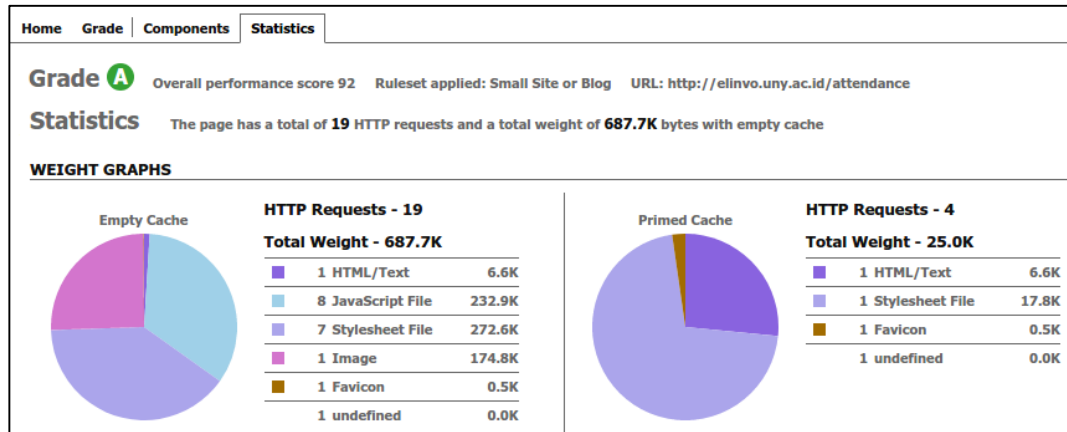 Home Grade Components Statistics
Grade A Overall performance score 92 Ruleset applied: Small Site or Blog URL: http://elinvo.uny.ac.id/attendance
Statistics The page has a total of 19 HTTP requests and a total weight of 687.7K bytes with empty cache
WEIGHT GRAPHS
Empty Cache
HTTP Requests - 19
Total Weight - 687.7K
1 HTML/Text 6.6K
8 JavaScript File 232.9K
7 Stylesheet File 272.6K
1 Image 174.8K
1 Favicon 0.5K
1 undefined 0.0K
Primed Cache
HTTP Requests - 4
Total Weight - 25.0K
1 HTML/Text 6.6K
1 Stylesheet File 17.8K
1 Favicon 0.5K
1 undefined 0.0K